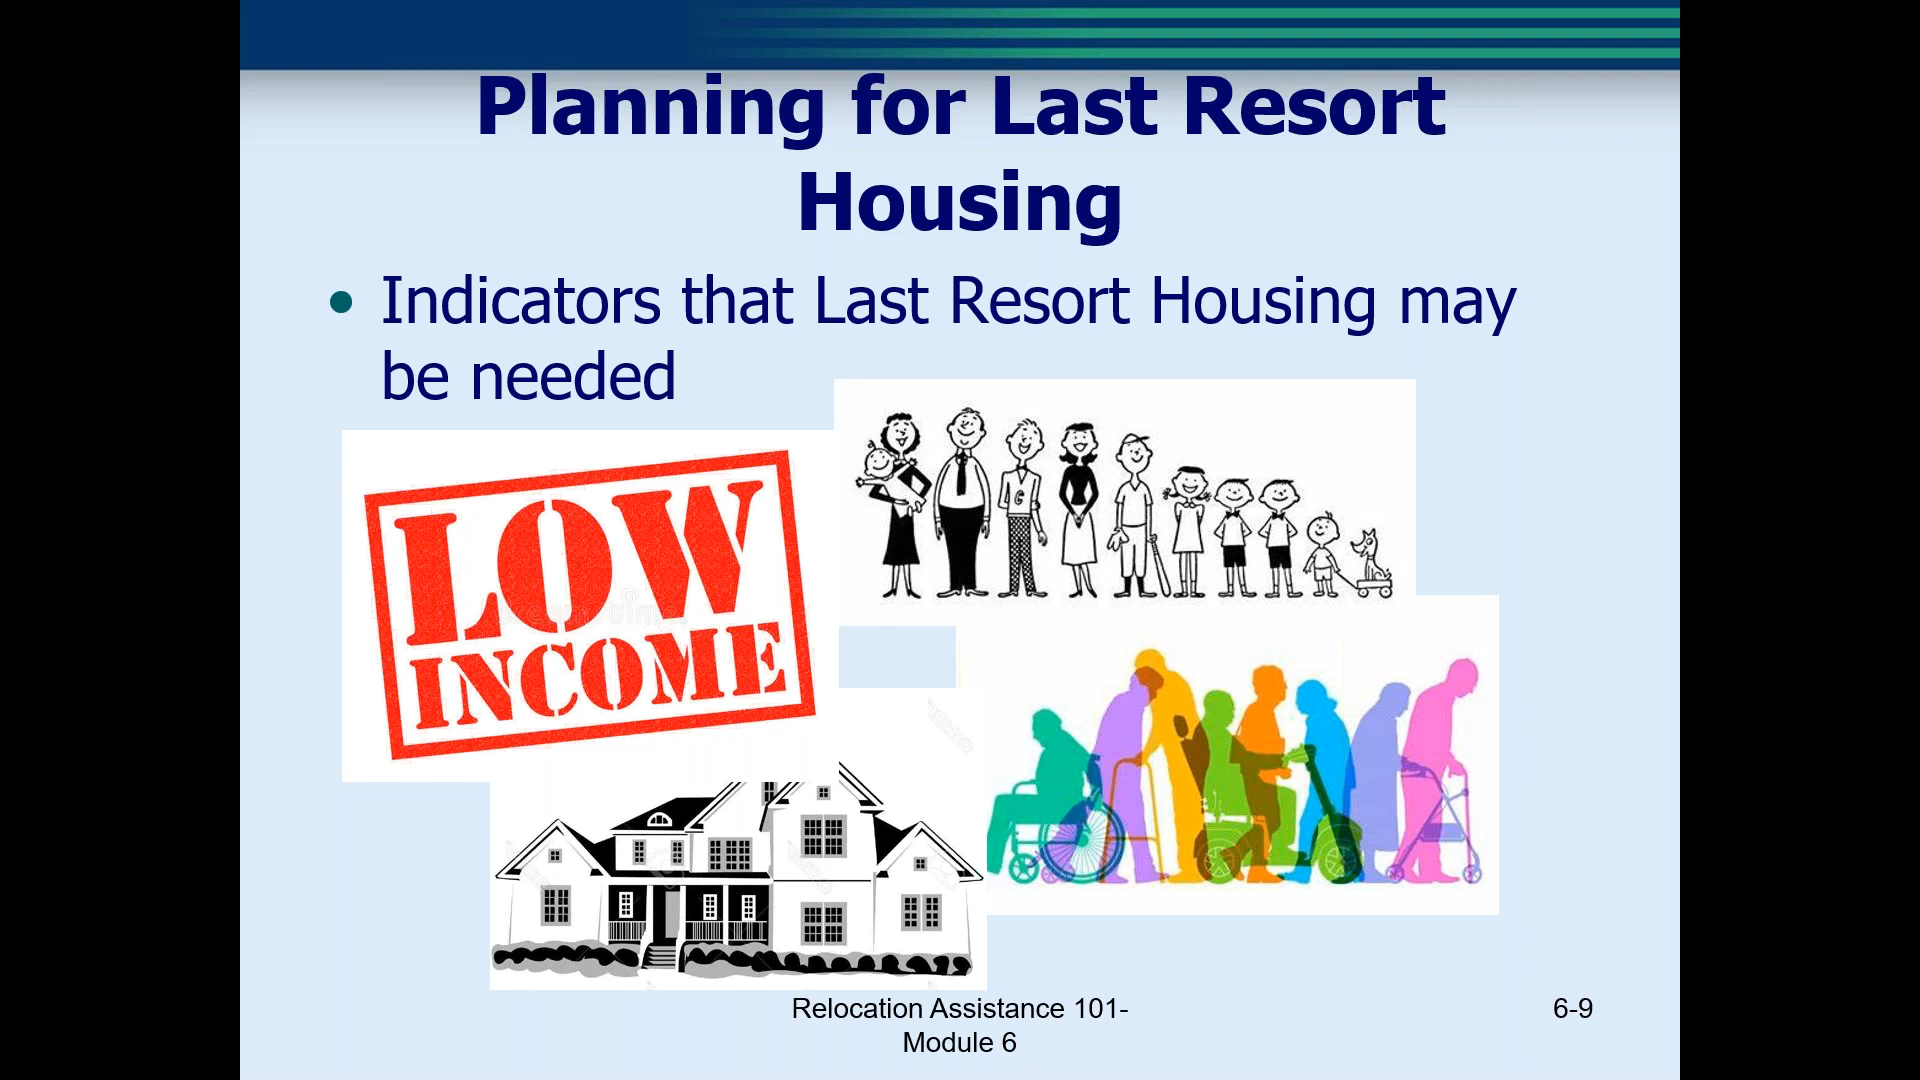 Planning for Last Resort
Housing
• Indicators that Last Resort Housing may
be needed
LOW
INCOME
Relocation Assistance 101-
Module 6
6-9